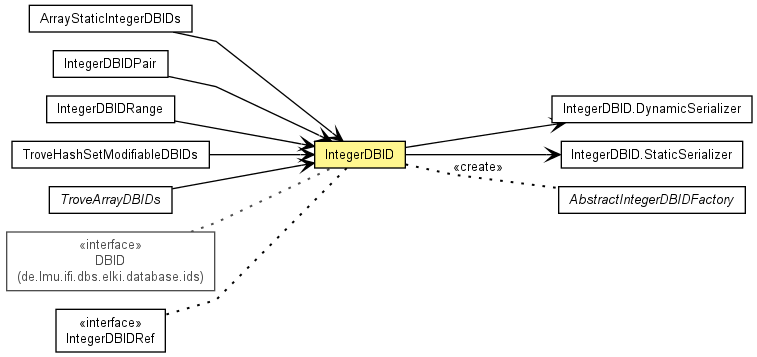 ArrayStaticIntegerDBIDs
IntegerDBIDPair
IntegerDBIDRange
TroveHashSetModifiableDBIDs
TroveArrayDBIDs
«interface»
DBID
(de.lmu.ifi.dbs.elki.database.ids)
«interface»
IntegerDBIDRef
IntegerDBID
«create»
IntegerDBID.DynamicSerializer
IntegerDBID.StaticSerializer
AbstractIntegerDBIDFactory